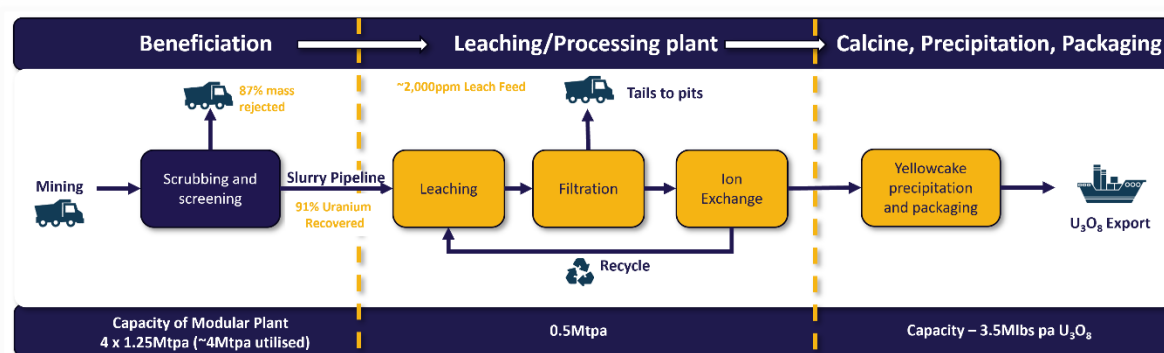 Beneficiation
Leaching/Processing plant
Calcine, Precipitation, Packaging
87% mass
rejected
~2,000ppm Leach Feed
Tails to pits
Mining
Scrubbing and
screening
Slurry Pipeline
91% Uranium
Recovered
Leaching
Filtration
Ion
Exchange
Yellowcake
precipitation
and packaging
U₃O₈ Export
Recycle
Capacity of Modular Plant
4 x 1.25Mtpa (~4Mtpa utilised)
0.5Mtpa
Capacity – 3.5Mlbs pa U₃O₈